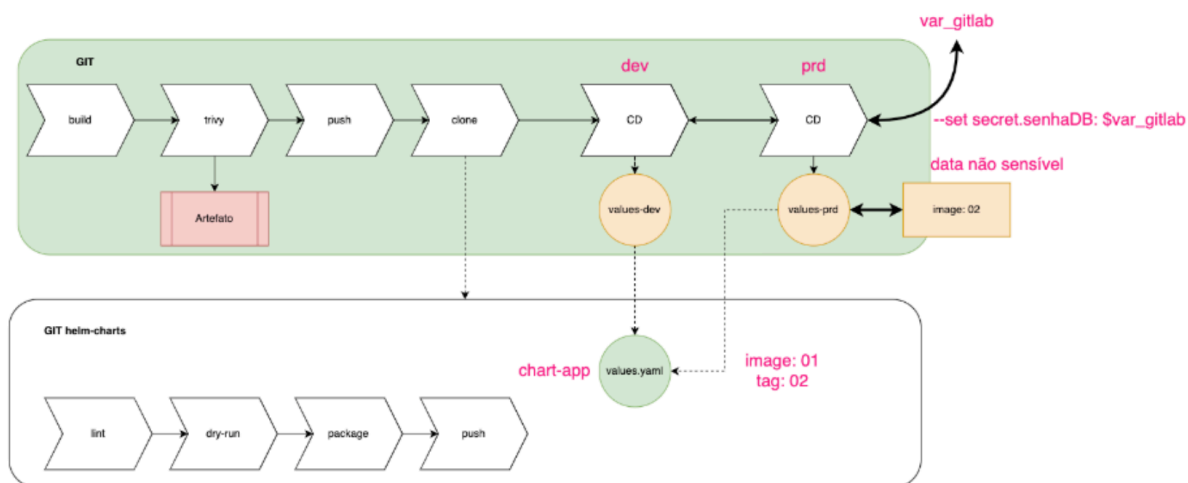 var_gitlab
GIT
dev
prd
build
trivy
push
clone
CD
CD
--set secret.senhaDB: $var_gitlab
data não sensível
Artefato
values-dev
values-prd
image: 02
GIT helm-charts
chart-app
values.yaml
image: 01
tag: 02
lint
dry-run
package
push